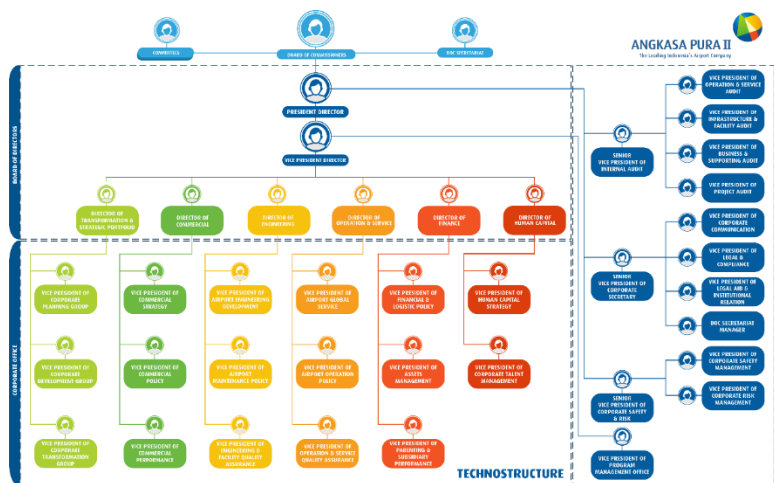 COMMITTEES
BOARD OF COMMISSIONERS
BOC SECRETARIAT
ANGKASA PURA II
The Leading Indonesia's Airport Company
BOARD OF DIRECTORS
PRESIDENT DIRECTOR
VICE PRESIDENT DIRECTOR
DIRECTOR OF
TRANSFORMATION &
STRATEGIC PORTFOLIO
DIRECTOR OF
COMMERCIAL
DIRECTOR OF
ENGINEERING
DIRECTOR OF
OPERATION & SERVICE
DIRECTOR OF
FINANCE
DIRECTOR OF
HUMAN CAPITAL
CORPORATE OFFICE
VICE PRESIDENT OF
CORPORATE
PLANNING GROUP
VICE PRESIDENT OF
COMMERCIAL
STRATEGY
VICE PRESIDENT OF
AIRPORT ENGINEERING
DEVELOPMENT
VICE PRESIDENT OF
AIRPORT GLOBAL
SERVICE
VICE PRESIDENT OF
FINANCIAL &
LOGISTIC POLICY
VICE PRESIDENT OF
HUMAN CAPITAL
STRATEGY
VICE PRESIDENT OF
CORPORATE
DEVELOPMENT GROUP
VICE PRESIDENT OF
COMMERCIAL
POLICY
VICE PRESIDENT OF
AIRPORT
MAINTENANCE POLICY
VICE PRESIDENT OF
AIRPORT OPERATION
POLICY
VICE PRESIDENT OF
ASSETS
MANAGEMENT
VICE PRESIDENT OF
CORPORATE TALENT
MANAGEMENT
VICE PRESIDENT OF
CORPORATE
TRANSFORMATION
GROUP
VICE PRESIDENT OF
COMMERCIAL
PERFORMANCE
VICE PRESIDENT OF
ENGINEERING &
FACILITY QUALITY
ASSURANCE
VICE PRESIDENT OF
OPERATION & SERVICE
QUALITY ASSURANCE
VICE PRESIDENT OF
PARENTING &
SUBSIDIARY
PERFORMANCE
TECHNOSTRUCTURE
SENIOR
VICE PRESIDENT OF
INTERNAL AUDIT
VICE PRESIDENT OF
OPERATION & SERVICE
AUDIT
VICE PRESIDENT OF
INFRASTRUCTURE &
FACILITY AUDIT
VICE PRESIDENT OF
BUSINESS &
SUPPORTING AUDIT
VICE PRESIDENT OF
PROJECT AUDIT
SENIOR
VICE PRESIDENT OF
CORPORATE
SECRETARY
VICE PRESIDENT OF
CORPORATE
COMMUNICATION
VICE PRESIDENT OF
LEGAL &
COMPLIANCE
VICE PRESIDENT OF
LEGAL AID &
INSTITUTIONAL
RELATION
BOC SECRETARIAT
MANAGER
SENIOR
VICE PRESIDENT OF
CORPORATE SAFETY
& RISK
VICE PRESIDENT OF
CORPORATE SAFETY
MANAGEMENT
VICE PRESIDENT OF
CORPORATE RISK
MANAGEMENT
VICE PRESIDENT OF
PROGRAM
MANAGEMENT OFFICE